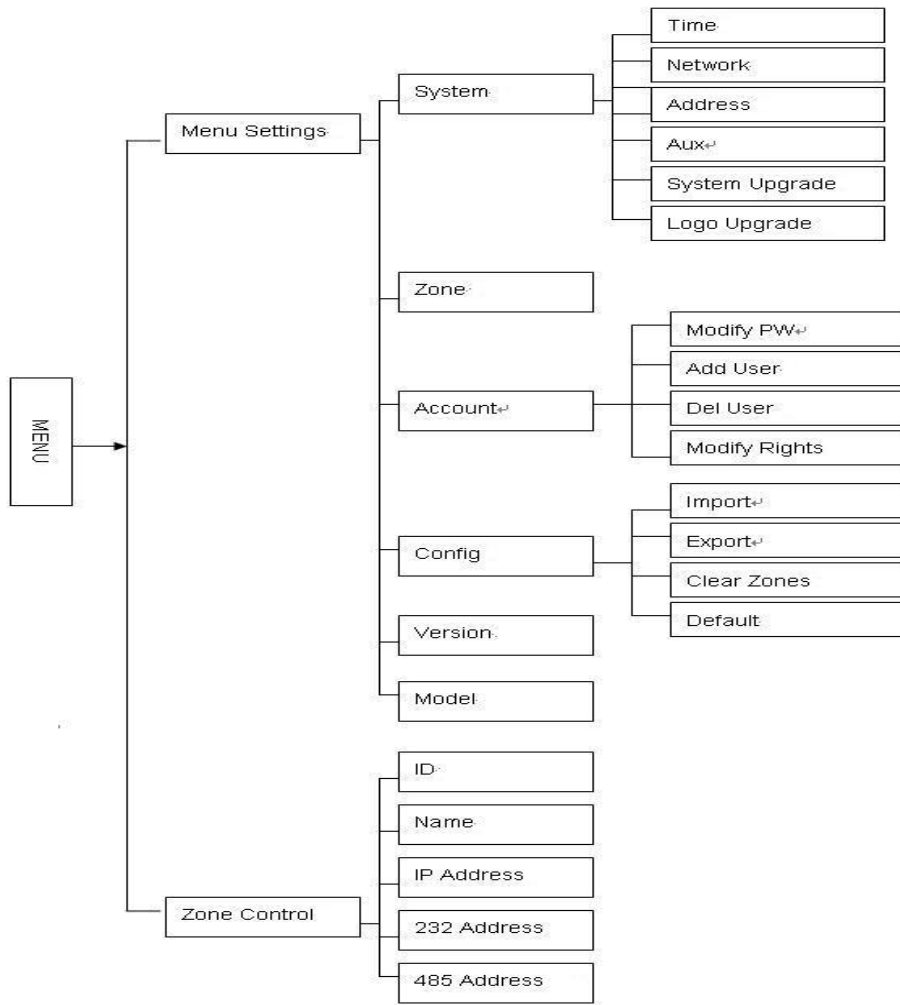 MENU
Menu Settings
System
Time
Network
Address
Aux
System Upgrade
Logo Upgrade
Zone
Account
Modify PW
Add User
Del User
Modify Rights
Config
Import
Export
Clear Zones
Default
Version
Model
Zone Control
ID
Name
IP Address
232 Address
485 Address